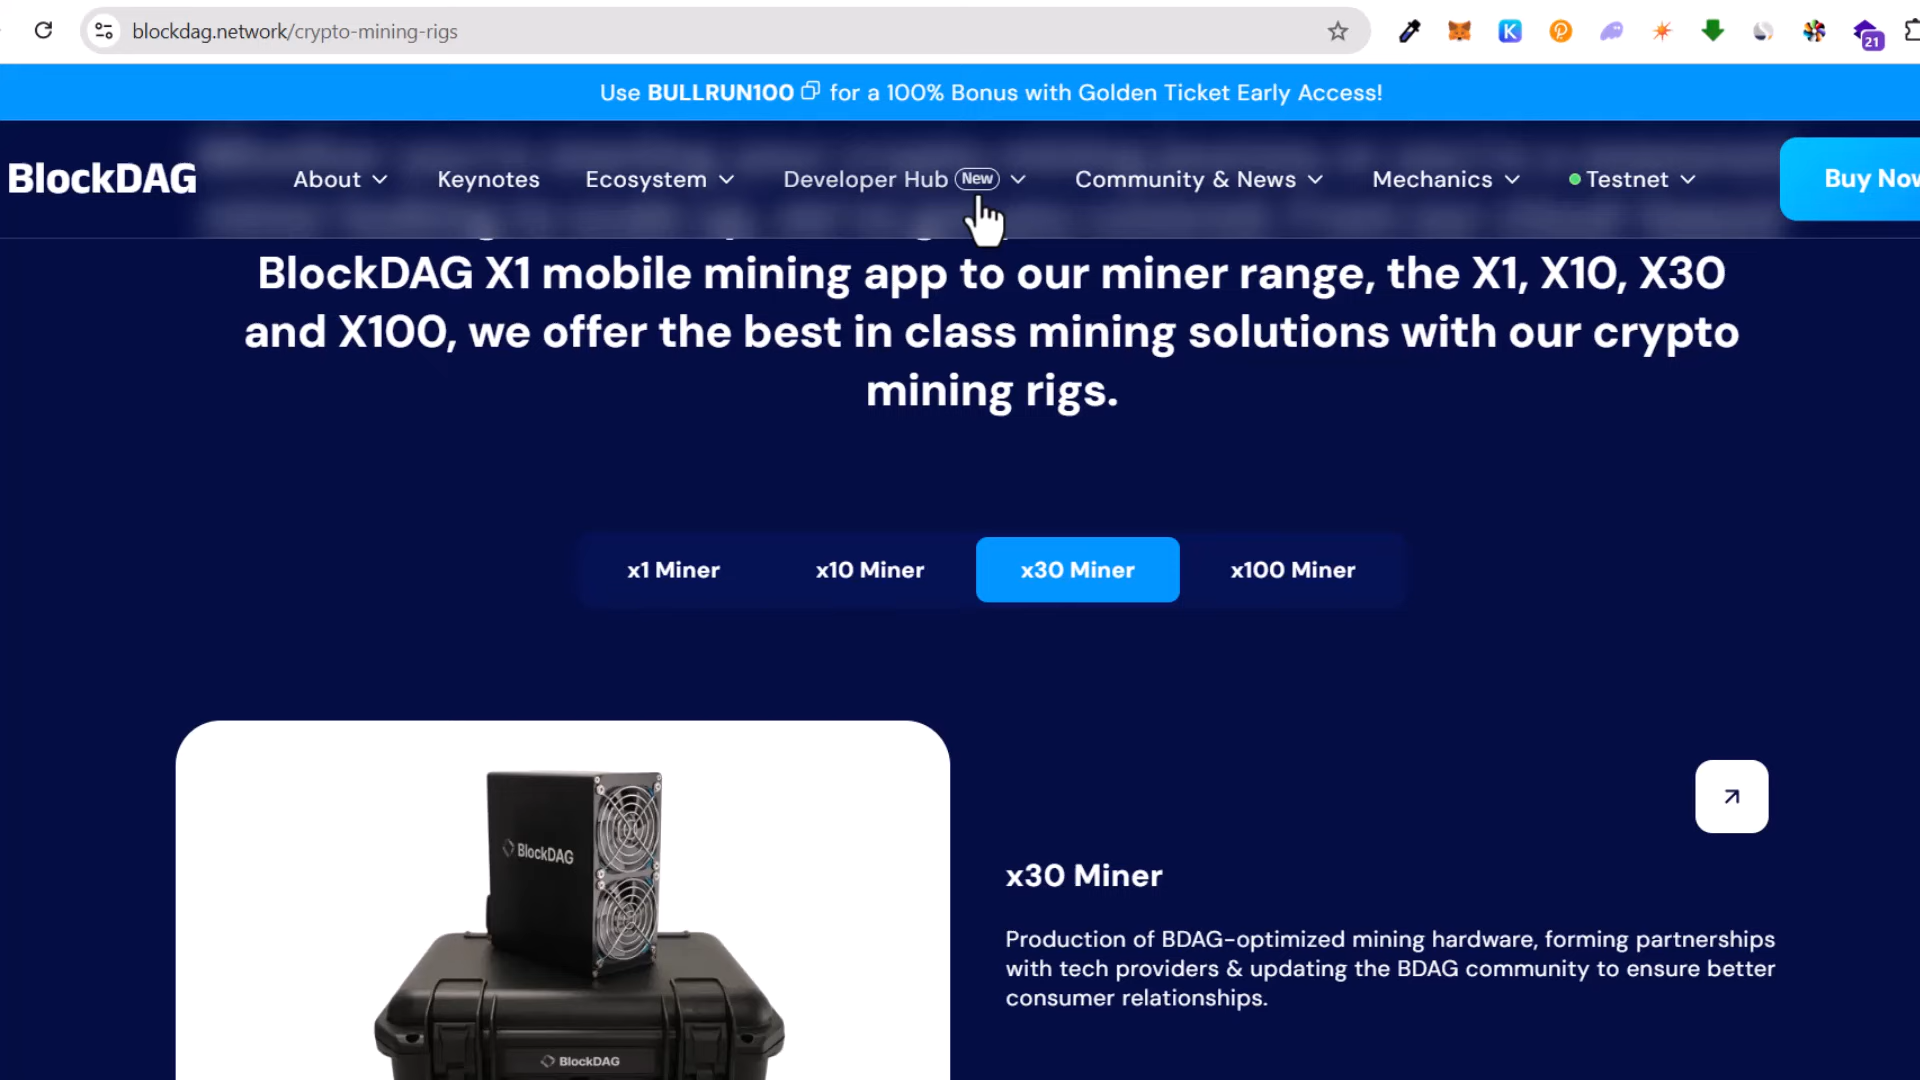 blockdag.network/crypto-mining-rigs
21
Use BULLRUN100 for a 100% Bonus with Golden Ticket Early Access!
BlockDAG
About
Keynotes
Ecosystem
Developer Hub New
Community & News
Mechanics
Testnet
Buy Now
BlockDAG X1 mobile mining app to our miner range, the X1, X10, X30
and X100, we offer the best in class mining solutions with our crypto
mining rigs.
x1 Miner
x10 Miner
x30 Miner
x100 Miner
BlockDAG
BlockDAG
x30 Miner
Production of BDAG-optimized mining hardware, forming partnerships
with tech providers & updating the BDAG community to ensure better
consumer relationships.